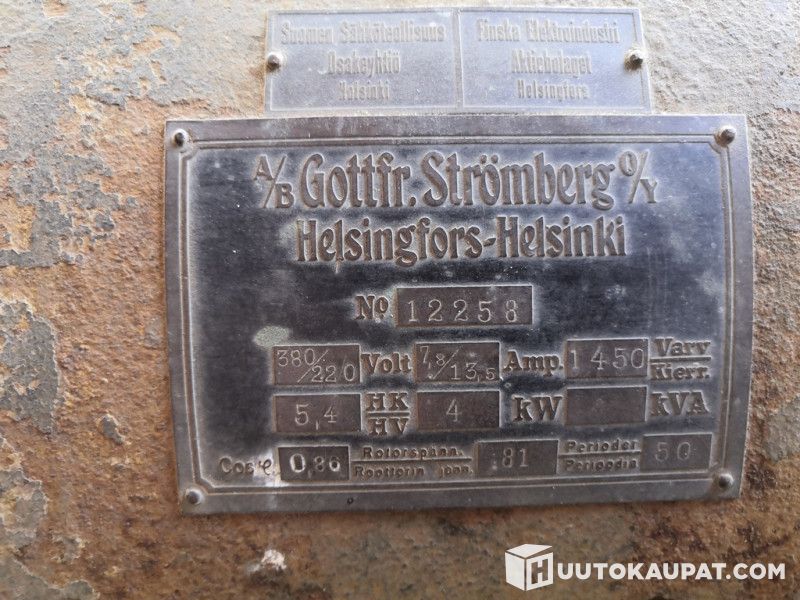 Suomen Sähköteollisuus
Osakeyhtiö
Helsinki
Finska Elektroindustri
Aktiebolaget
Helsingfors
A/B Gottfr. Strömberg O/Y
Helsingfors-Helsinki
No 12258
380/220 Volt 7,8/13,5 Amp. 1450 Varv/Kierr.
5,4 HK/HV 4 kW kVA
Cos φ 0,86 Rotorspänn. 81 Perioder 50
Roottorin jänn. Periodia
HUUTOKAUPAT.COM